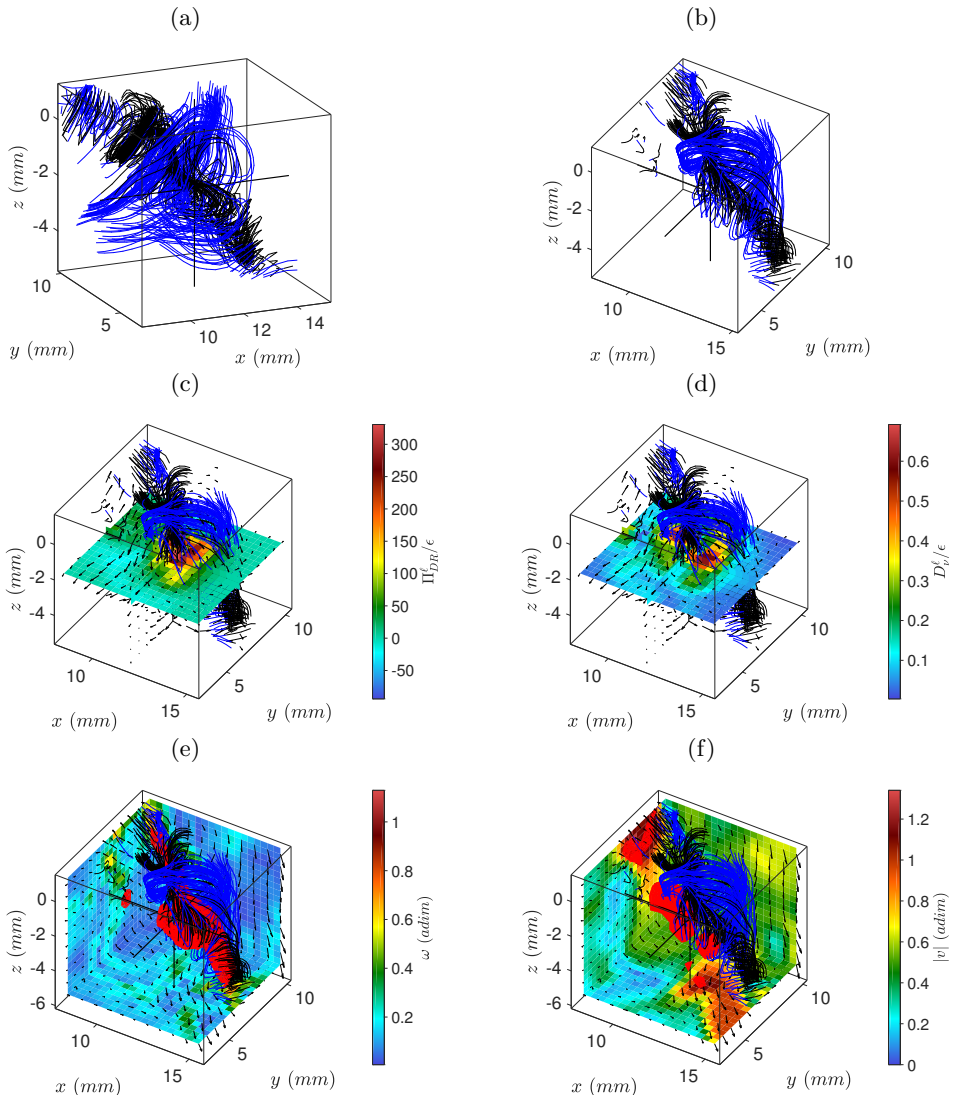 (a)
0
-2
-4
z (mm)
10
5
y (mm)
10
12
14
x (mm)
(b)
0
-2
-4
z (mm)
10
15
x (mm)
5
10
y (mm)
(c)
0
-2
-4
z (mm)
10
15
x (mm)
5
10
y (mm)
300
250
200
150
100
50
0
-50
Π^ℓ_DR/ϵ
(d)
0
-2
-4
z (mm)
10
15
x (mm)
5
10
y (mm)
0.6
0.5
0.4
0.3
0.2
0.1
D^ℓ_ν/ϵ
(e)
0
-2
-4
-6
z (mm)
10
15
x (mm)
5
10
y (mm)
1
0.8
0.6
0.4
0.2
ω (adim)
(f)
0
-2
-4
-6
z (mm)
10
15
x (mm)
5
10
y (mm)
1.2
1
0.8
0.6
0.4
0.2
0
|v| (adim)